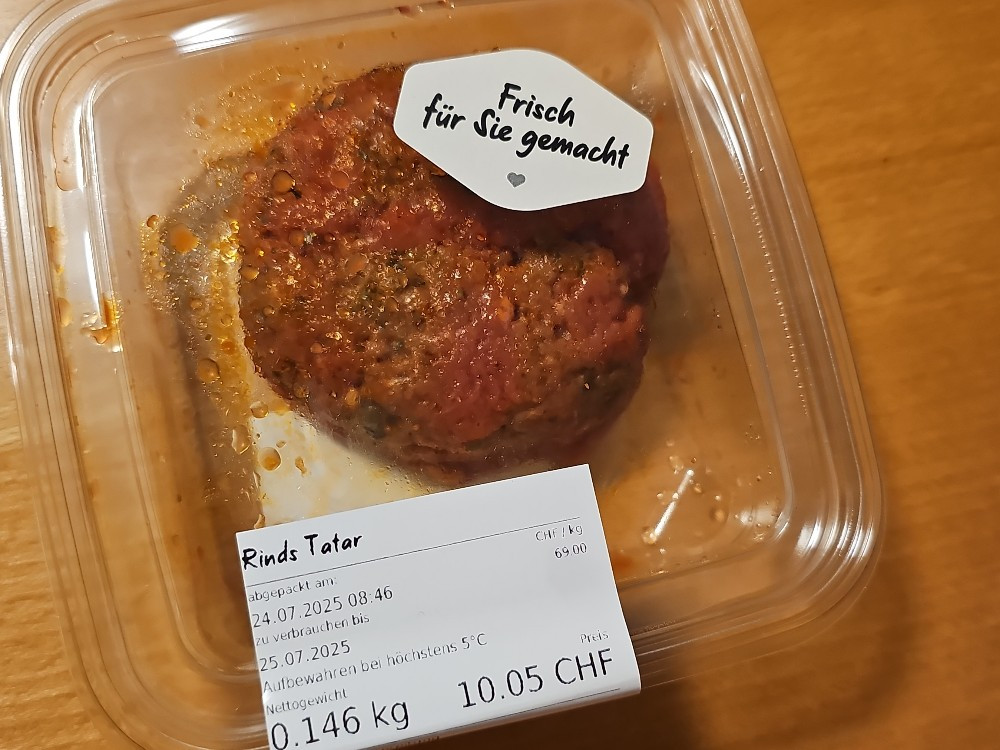 Frisch
für Sie gemacht
Rinds Tatar
CHF / kg
69.00
abgepackt am:
24.07.2025 08:46
zu verbrauchen bis
25.07.2025
Aufbewahren bei höchstens 5°C
Nettogewicht
0.146 kg
Preis
10.05 CHF